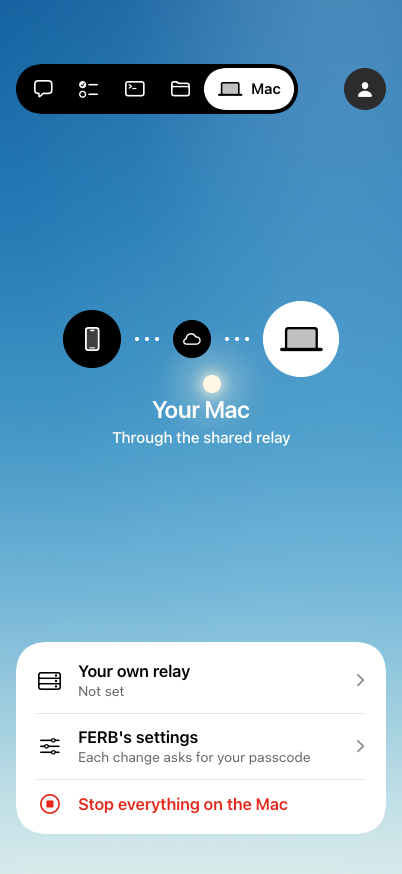 Mac
Your Mac
Through the shared relay
Your own relay
Not set
FERB's settings
Each change asks for your passcode
Stop everything on the Mac